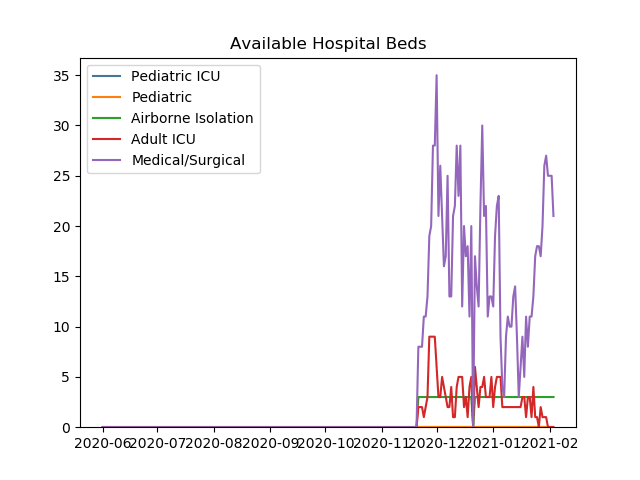 Available Hospital Beds
35
30
25
20
15
10
5
0
Pediatric ICU
Pediatric
Airborne Isolation
Adult ICU
Medical/Surgical
2020-06 2020-07 2020-08 2020-09 2020-10 2020-11 2020-12 2021-01 2021-02